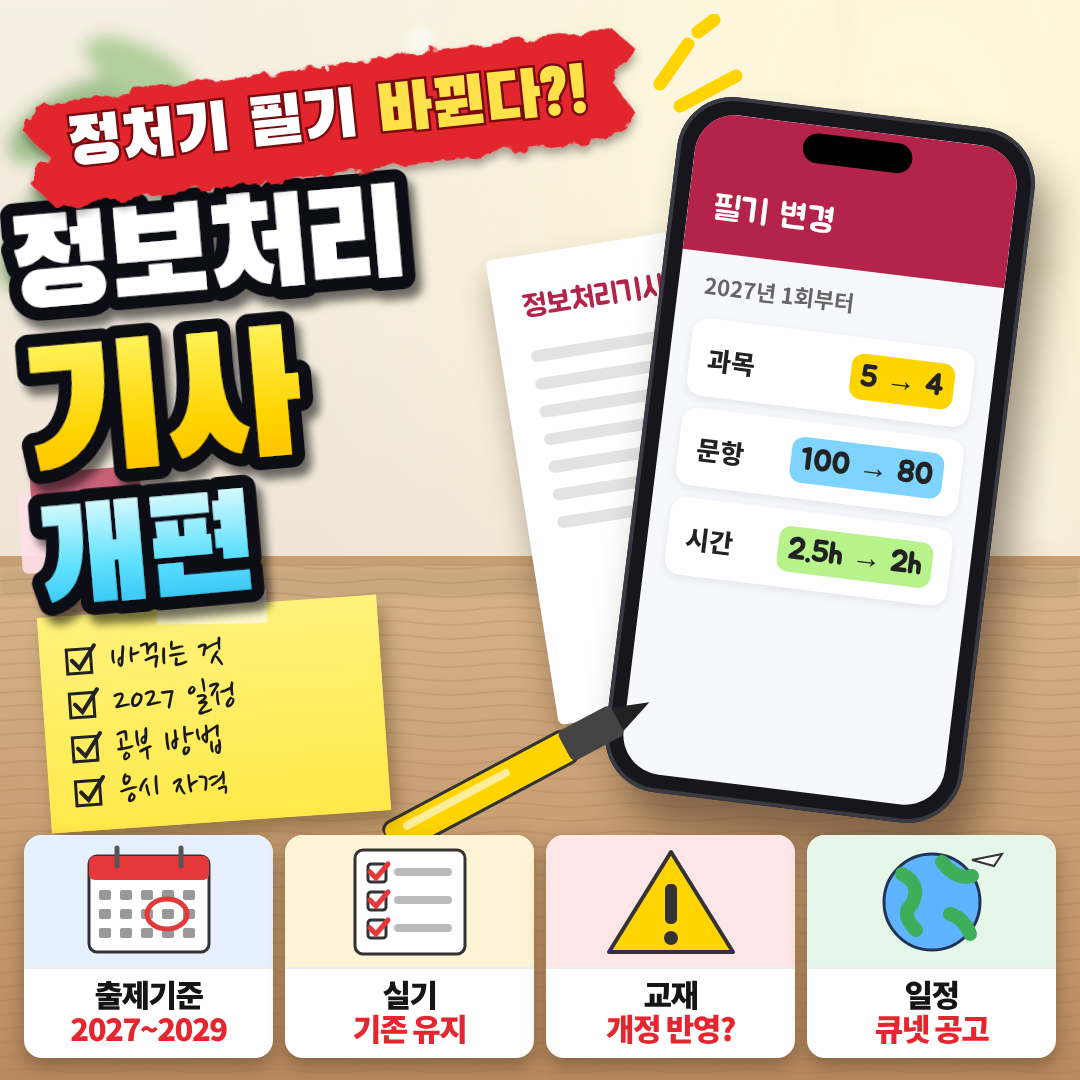 정처기 필기 바뀐다?!
정보처리
기사
개편
정보처리기사
필기 변경
2027년 1회부터
과목 5 → 4
문항 100 → 80
시간 2.5h → 2h
바뀌는 것
2027 일정
공부 방법
응시 자격
출제기준
2027~2029
실기
기존 유지
교재
개정 반영?
일정
큐넷 공고